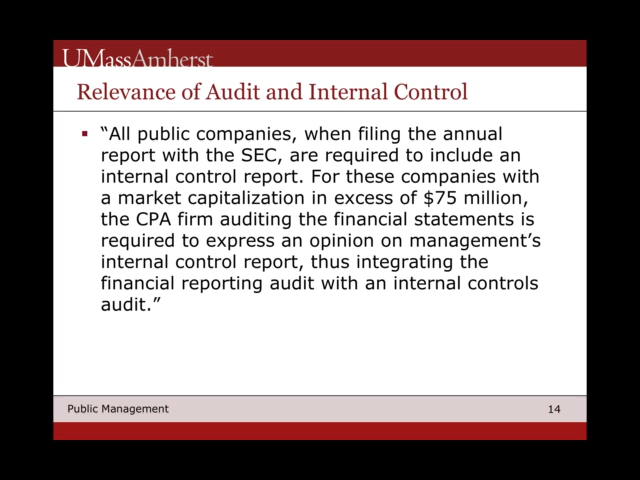 UMassAmherst
Relevance of Audit and Internal Control
▪ “All public companies, when filing the annual
report with the SEC, are required to include an
internal control report. For these companies with
a market capitalization in excess of $75 million,
the CPA firm auditing the financial statements is
required to express an opinion on management’s
internal control report, thus integrating the
financial reporting audit with an internal controls
audit.”
Public Management
14